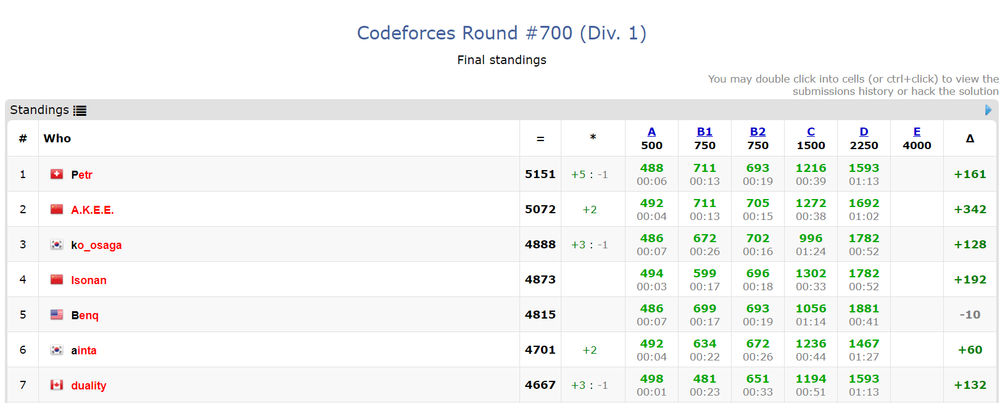 Codeforces Round #700 (Div. 1)
Final standings
You may double click into cells (or ctrl+click) to view the
submissions history or hack the solution
Standings
# Who = * A B1 B2 C D E Δ
500 750 750 1500 2250 4000
1 Petr 5151 +5 : -1 488 711 693 1216 1593 +161
00:06 00:13 00:19 00:39 01:13
2 A.K.E.E. 5072 +2 492 711 705 1272 1692 +342
00:04 00:13 00:15 00:38 01:02
3 ko_osaga 4888 +3 : -1 486 672 702 996 1782 +128
00:07 00:26 00:16 01:24 00:52
4 Isonan 4873 494 599 696 1302 1782 +192
00:03 00:17 00:18 00:33 00:52
5 Benq 4815 486 699 693 1056 1881 -10
00:07 00:17 00:19 01:14 00:41
6 ainta 4701 +2 492 634 672 1236 1467 +60
00:04 00:22 00:26 00:44 01:27
7 duality 4667 +3 : -1 498 481 651 1194 1593 +132
00:01 00:23 00:33 00:51 01:13